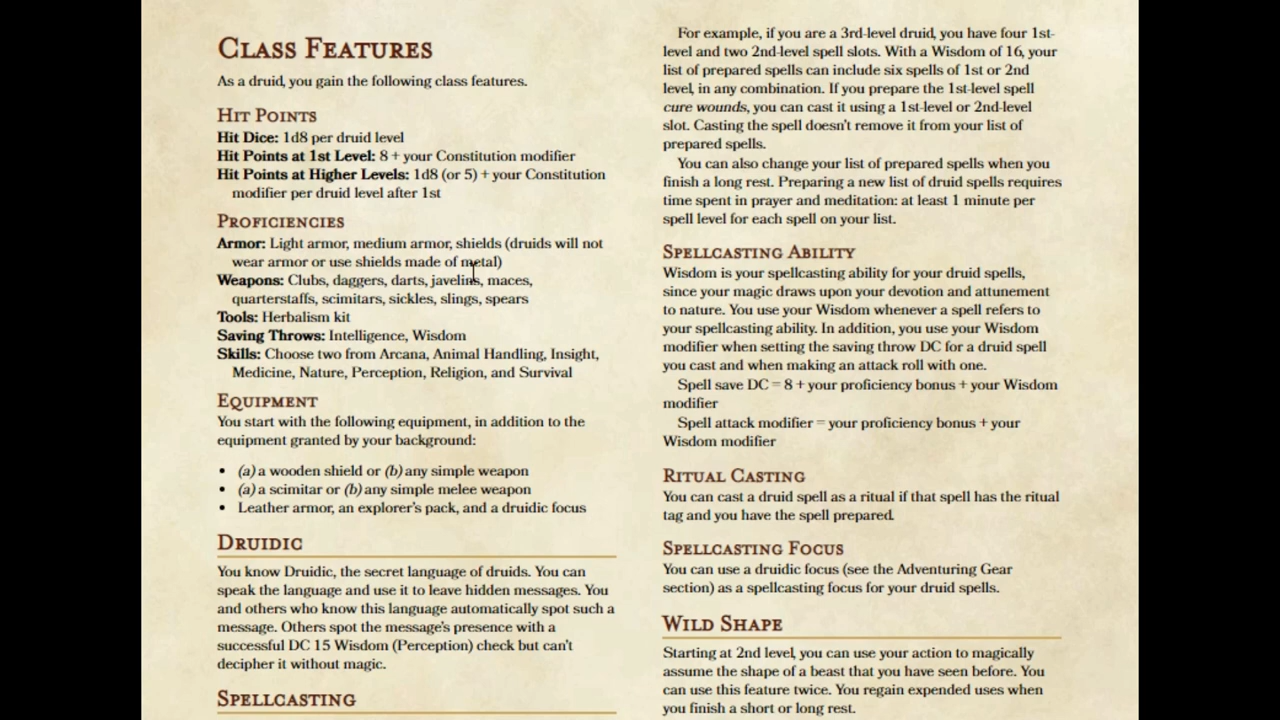 CLASS FEATURES
As a druid, you gain the following class features.
HIT POINTS
Hit Dice: 1d8 per druid level
Hit Points at 1st Level: 8 + your Constitution modifier
Hit Points at Higher Levels: 1d8 (or 5) + your Constitution
modifier per druid level after 1st
PROFICIENCIES
Armor: Light armor, medium armor, shields (druids will not
wear armor or use shields made of metal)
Weapons: Clubs, daggers, darts, javelins, maces,
quarterstaffs, scimitars, sickles, slings, spears
Tools: Herbalism kit
Saving Throws: Intelligence, Wisdom
Skills: Choose two from Arcana, Animal Handling, Insight,
Medicine, Nature, Perception, Religion, and Survival
EQUIPMENT
You start with the following equipment, in addition to the
equipment granted by your background:
• (a) a wooden shield or (b) any simple weapon
• (a) a scimitar or (b) any simple melee weapon
• Leather armor, an explorer's pack, and a druidic focus
DRUIDIC
You know Druidic, the secret language of druids. You can
speak the language and use it to leave hidden messages. You
and others who know this language automatically spot such a
message. Others spot the message's presence with a
successful DC 15 Wisdom (Perception) check but can't
decipher it without magic.
SPELLCASTING
For example, if you are a 3rd-level druid, you have four 1st-
level and two 2nd-level spell slots. With a Wisdom of 16, your
list of prepared spells can include six spells of 1st or 2nd
level, in any combination. If you prepare the 1st-level spell
cure wounds, you can cast it using a 1st-level or 2nd-level
slot. Casting the spell doesn't remove it from your list of
prepared spells.
You can also change your list of prepared spells when you
finish a long rest. Preparing a new list of druid spells requires
time spent in prayer and meditation: at least 1 minute per
spell level for each spell on your list.
SPELLCASTING ABILITY
Wisdom is your spellcasting ability for your druid spells,
since your magic draws upon your devotion and attunement
to nature. You use your Wisdom whenever a spell refers to
your spellcasting ability. In addition, you use your Wisdom
modifier when setting the saving throw DC for a druid spell
you cast and when making an attack roll with one.
Spell save DC = 8 + your proficiency bonus + your Wisdom
modifier
Spell attack modifier = your proficiency bonus + your
Wisdom modifier
RITUAL CASTING
You can cast a druid spell as a ritual if that spell has the ritual
tag and you have the spell prepared.
SPELLCASTING FOCUS
You can use a druidic focus (see the Adventuring Gear
section) as a spellcasting focus for your druid spells.
WILD SHAPE
Starting at 2nd level, you can use your action to magically
assume the shape of a beast that you have seen before. You
can use this feature twice. You regain expended uses when
you finish a short or long rest.